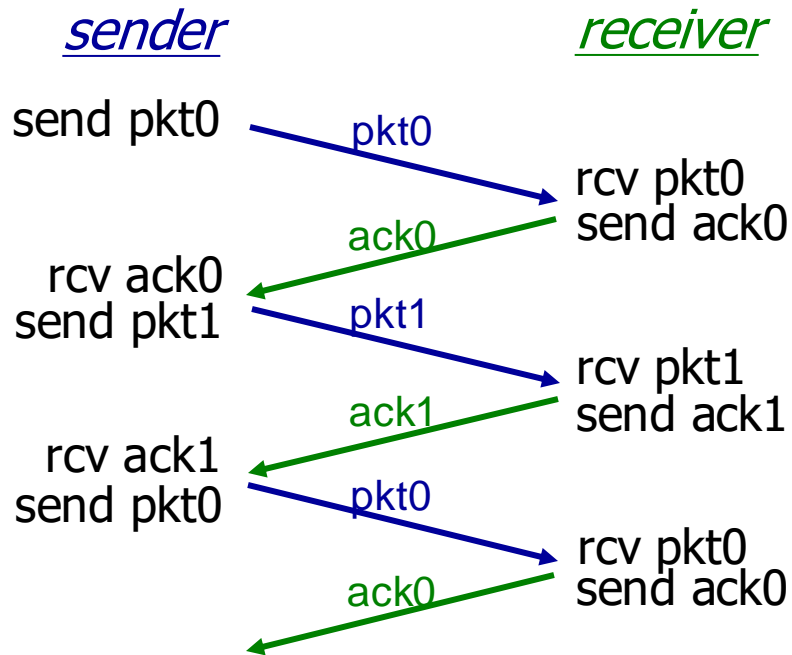 sender
receiver
send pkt0
pkt0
rcv pkt0
send ack0
ack0
rcv ack0
send pkt1
pkt1
rcv pkt1
send ack1
ack1
rcv ack1
send pkt0
pkt0
rcv pkt0
send ack0
ack0